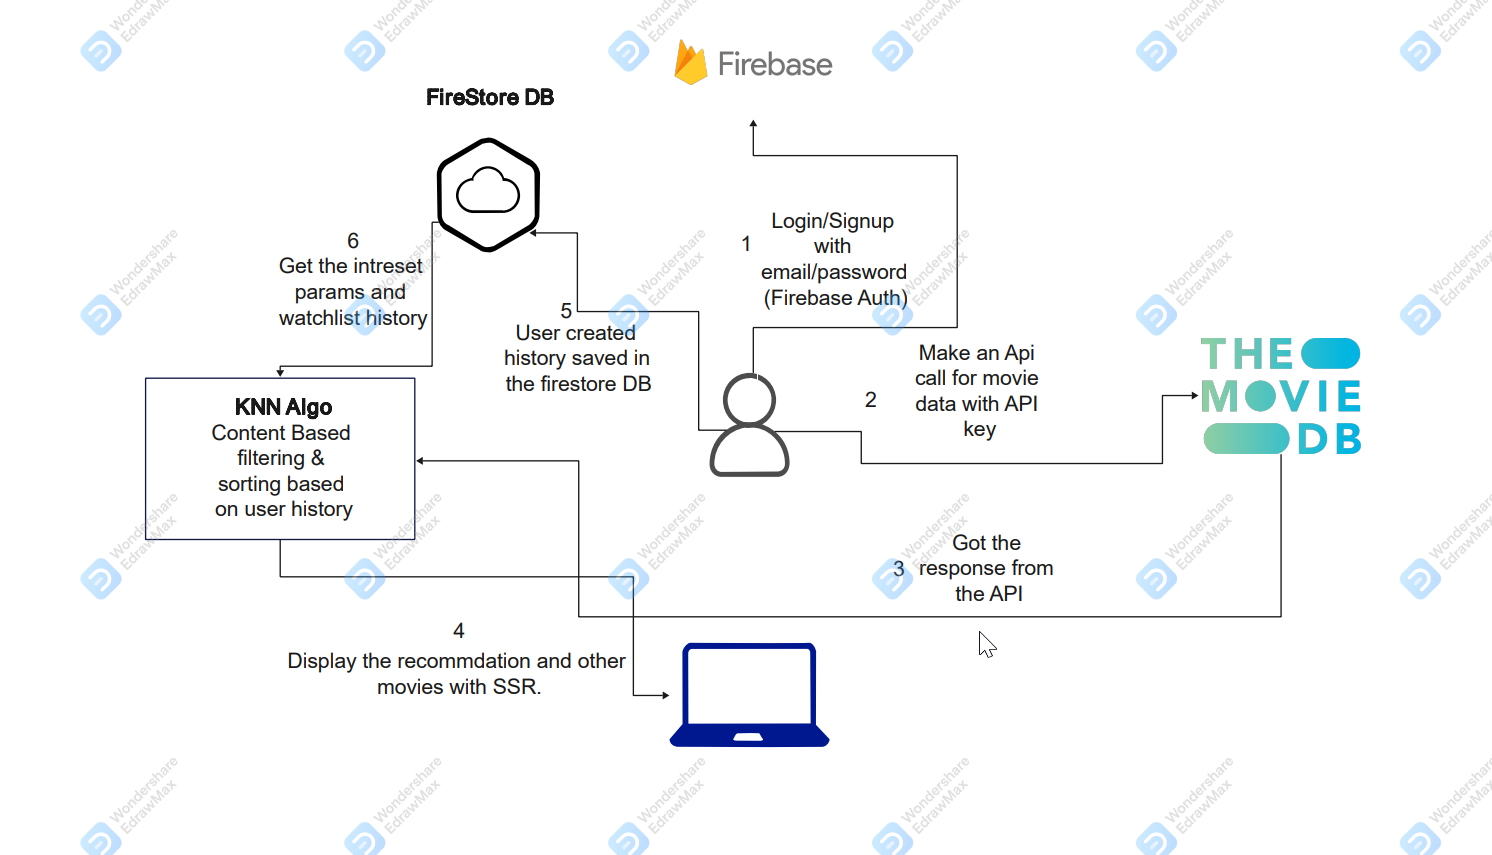 Firebase
FireStore DB
1
Login/Signup
with
email/password
(Firebase Auth)
6
Get the intreset
params and
watchlist history
5
User created
history saved in
the firestore DB
2
Make an Api
call for movie
data with API
key
THE
MOVIE
DB
KNN Algo
Content Based
filtering &
sorting based
on user history
3
Got the
response from
the API
4
Display the recommdation and other
movies with SSR.
Wondershare
EdrawMax